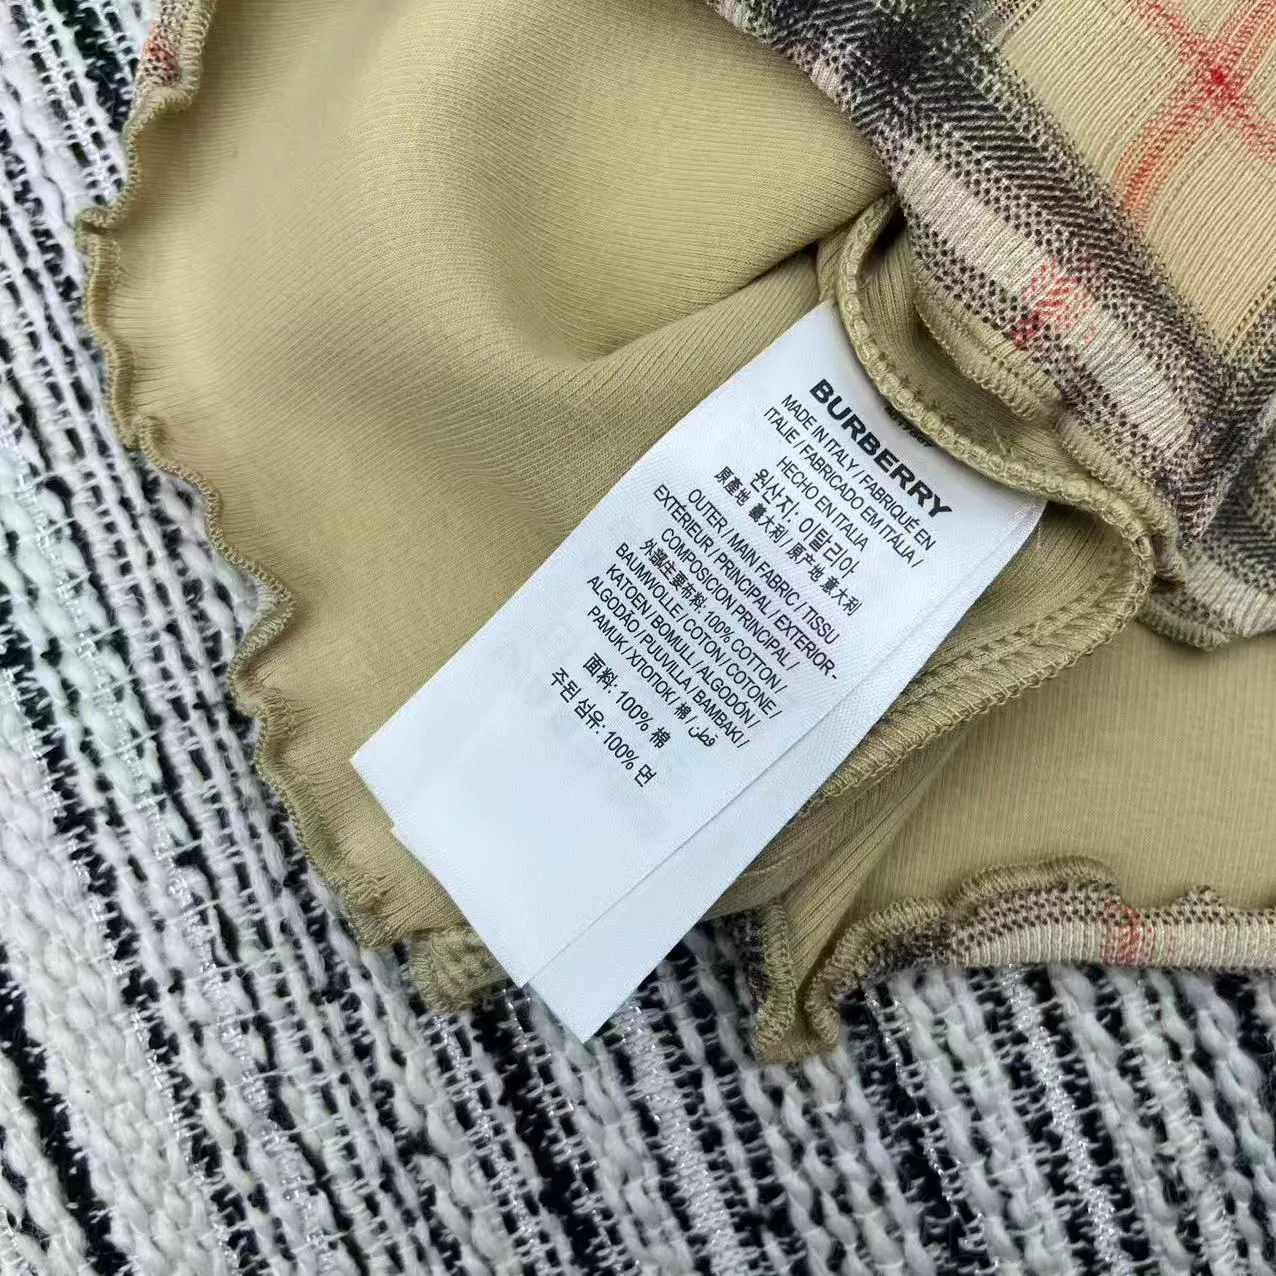 BURBERRY
MADE IN ITALY / FABRIQUÉ EN
ITALIE / FABRICADO EM ITALIA /
HECHO EN ITALIA
원산지: 이탈리아
原產地 意大利 / 原产地 意大利
OUTER / MAIN FABRIC / TISSU
EXTÉRIEUR / PRINCIPAL / EXTERIOR -
COMPOSICION PRINCIPAL /
外部主要布料: 100% COTTON /
BAUMWOLLE / COTON / COTONE /
KATOEN / BOMULL / ALGODÓN /
ALGODÃO / PUUVILLA / BAMBAKI /
PAMUK / ХЛОПОК / 棉 / قطن
面料: 100% 棉
주된 섬유: 100% 면